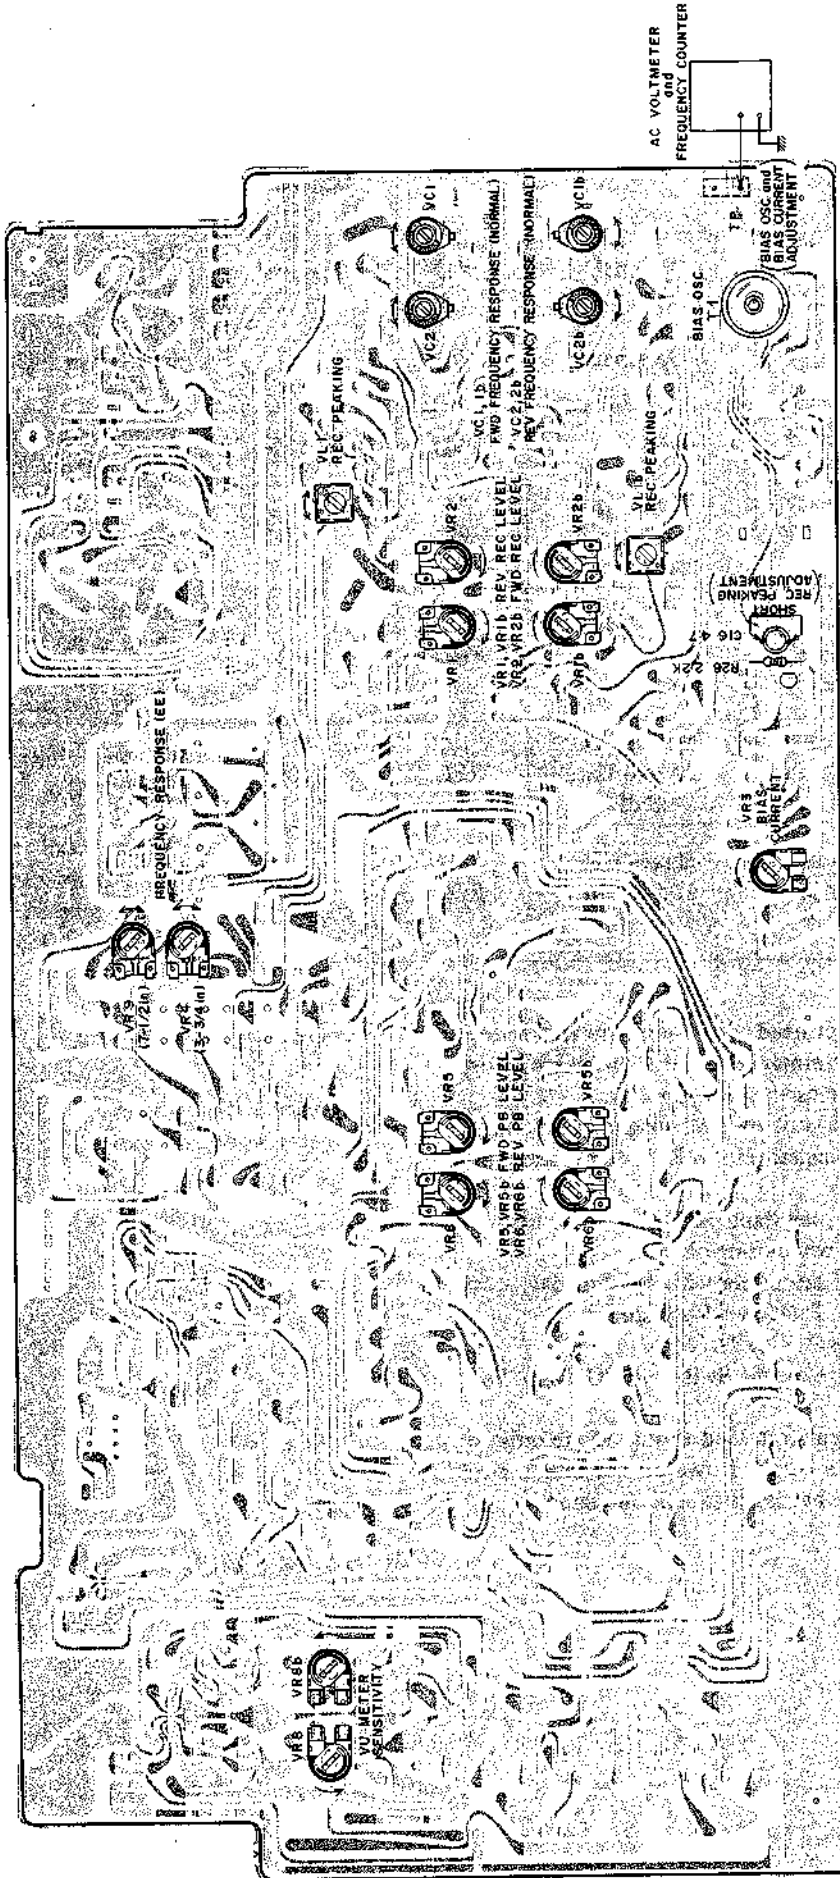 AC VOLTMETER
and
FREQUENCY COUNTER
TP
(BIAS OSC and
BIAS CURRENT
ADJUSTMENT)
BIAS OSC
T1
VC1
VC2
VC1b
VC2b
VC1, 1b
FWD FREQUENCY RESPONSE (NORMAL)
VC2, 2b
REV FREQUENCY RESPONSE (NORMAL)
VL1
REC PEAKING
VL1b
REC PEAKING
VR2
VR1
VR2b
VR1b
VR1, VR1b REV REC LEVEL
VR2, VR2b FWD REC LEVEL
(REC PEAKING
ADJUSTMENT)
SHORT
C16 4.7
R26 2.2K
VR3
BIAS
CURRENT
FREQUENCY RESPONSE (EE)
VR9
(7-1/2in)
(3-3/4in)
VR5
VR6
VR5b
VR6b
VR5, VR5b FWD PB LEVEL
VR6, VR6b REV PB LEVEL
VR8
VR8b
VU METER
SENSITIVITY